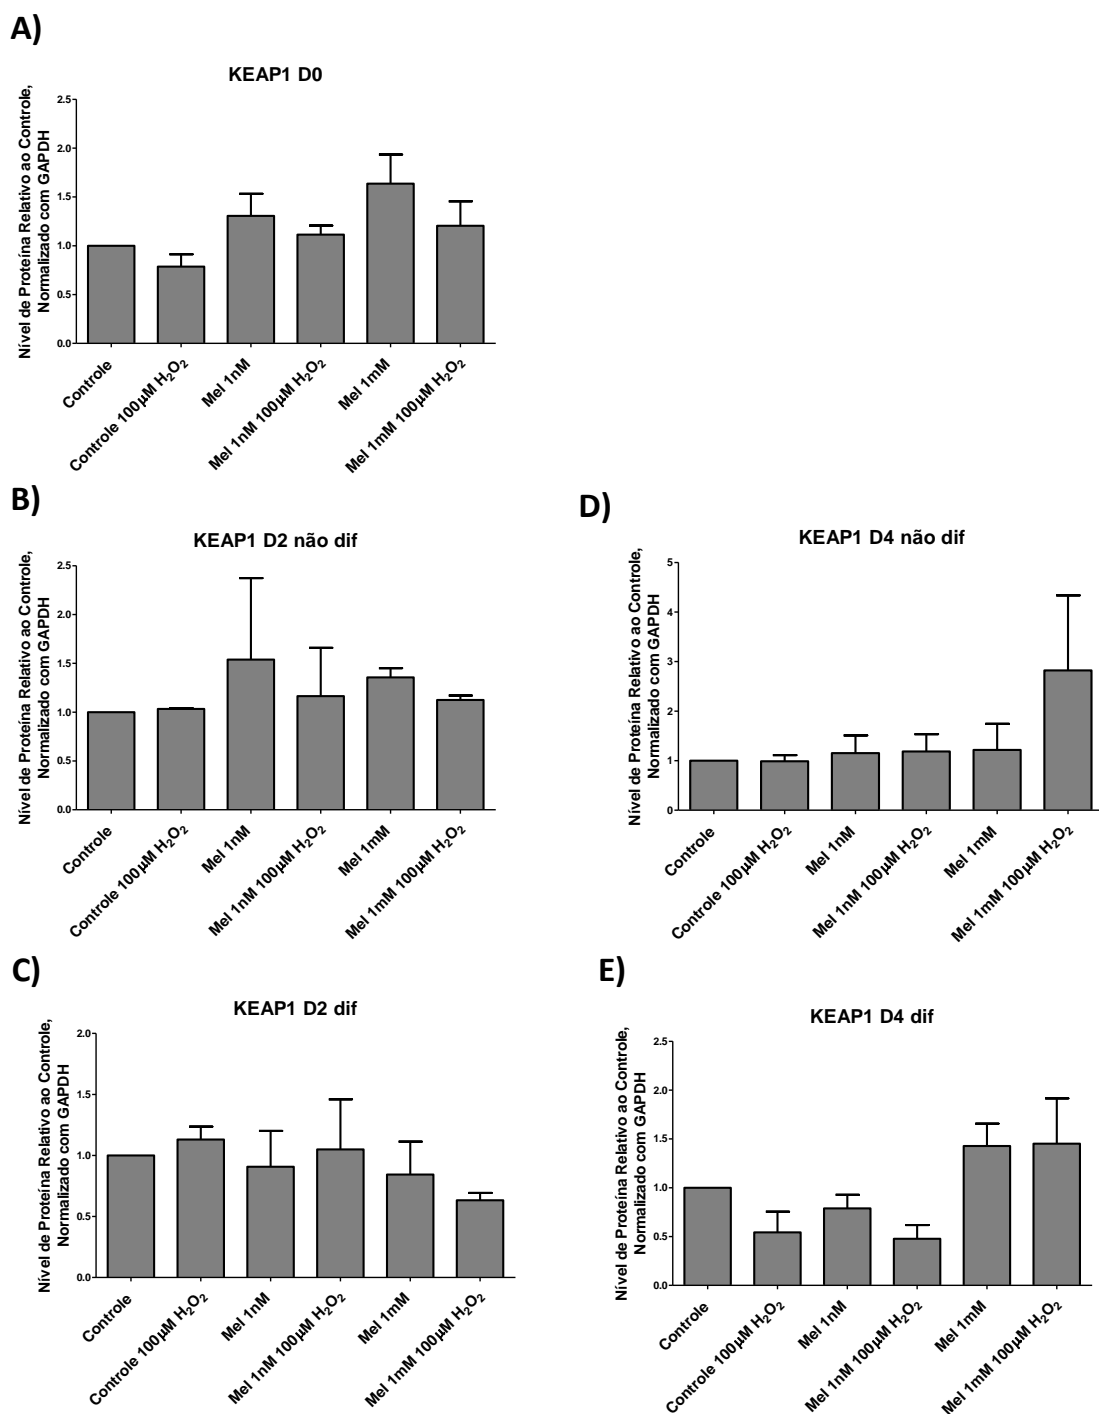 A)
KEAP1 D0
Nível de Proteína Relativo ao Controle,
Normalizado com GAPDH
2.5
2.0
1.5
1.0
0.5
0.0
Controle
Controle 100µM H₂O₂
Mel 1nM
Mel 1nM 100µM H₂O₂
Mel 1mM
Mel 1mM 100µM H₂O₂
B)
KEAP1 D2 não dif
Nível de Proteína Relativo ao Controle,
Normalizado com GAPDH
2.5
2.0
1.5
1.0
0.5
0.0
Controle
Controle 100µM H₂O₂
Mel 1nM
Mel 1nM 100µM H₂O₂
Mel 1mM
Mel 1mM 100µM H₂O₂
D)
KEAP1 D4 não dif
Nível de Proteína Relativo ao Controle,
Normalizado com GAPDH
5
4
3
2
1
0
Controle
Controle 100µM H₂O₂
Mel 1nM
Mel 1nM 100µM H₂O₂
Mel 1mM
Mel 1mM 100µM H₂O₂
C)
KEAP1 D2 dif
Nível de Proteína Relativo ao Controle,
Normalizado com GAPDH
2.0
1.5
1.0
0.5
0.0
Controle
Controle 100µM H₂O₂
Mel 1nM
Mel 1nM 100µM H₂O₂
Mel 1mM
Mel 1mM 100µM H₂O₂
E)
KEAP1 D4 dif
Nível de Proteína Relativo ao Controle,
Normalizado com GAPDH
2.5
2.0
1.5
1.0
0.5
0.0
Controle
Controle 100µM H₂O₂
Mel 1nM
Mel 1nM 100µM H₂O₂
Mel 1mM
Mel 1mM 100µM H₂O₂